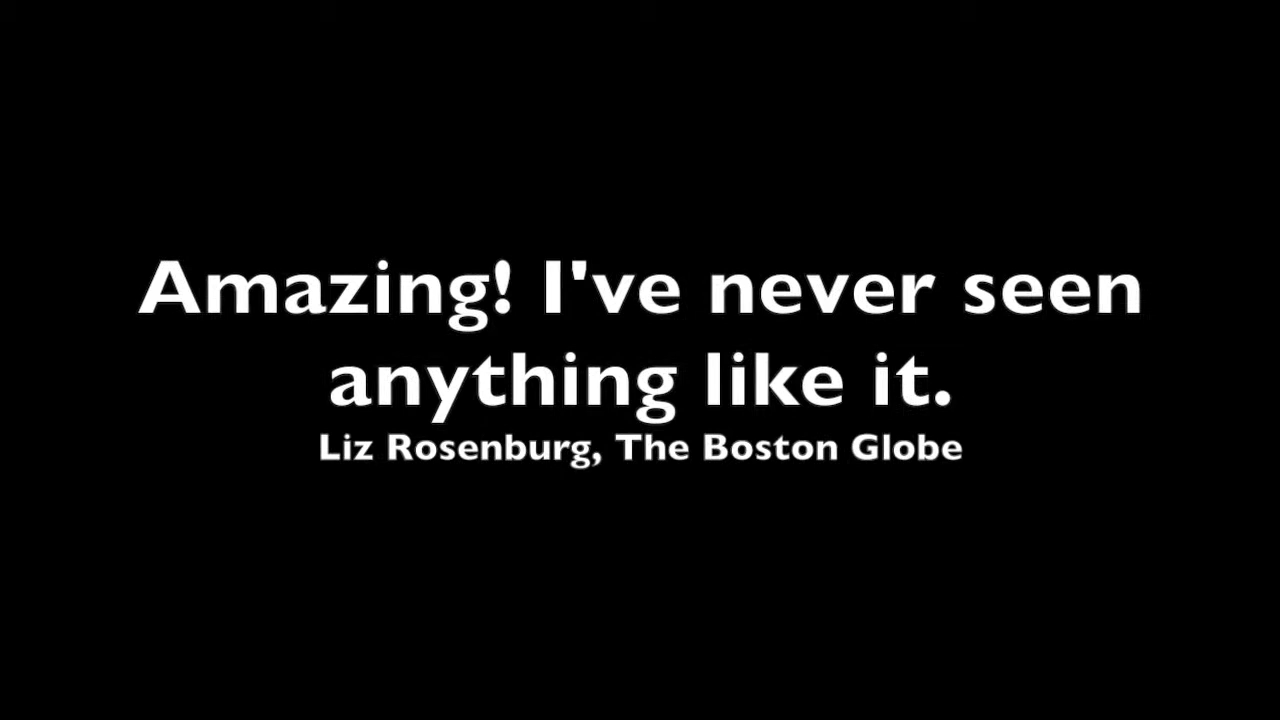 Amazing! I've never seen
anything like it.
Liz Rosenburg, The Boston Globe